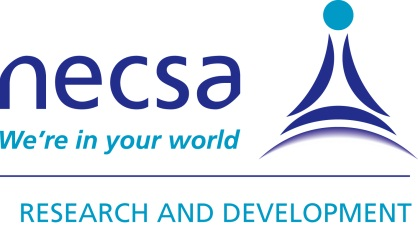 necsa
We're in your world
RESEARCH AND DEVELOPMENT